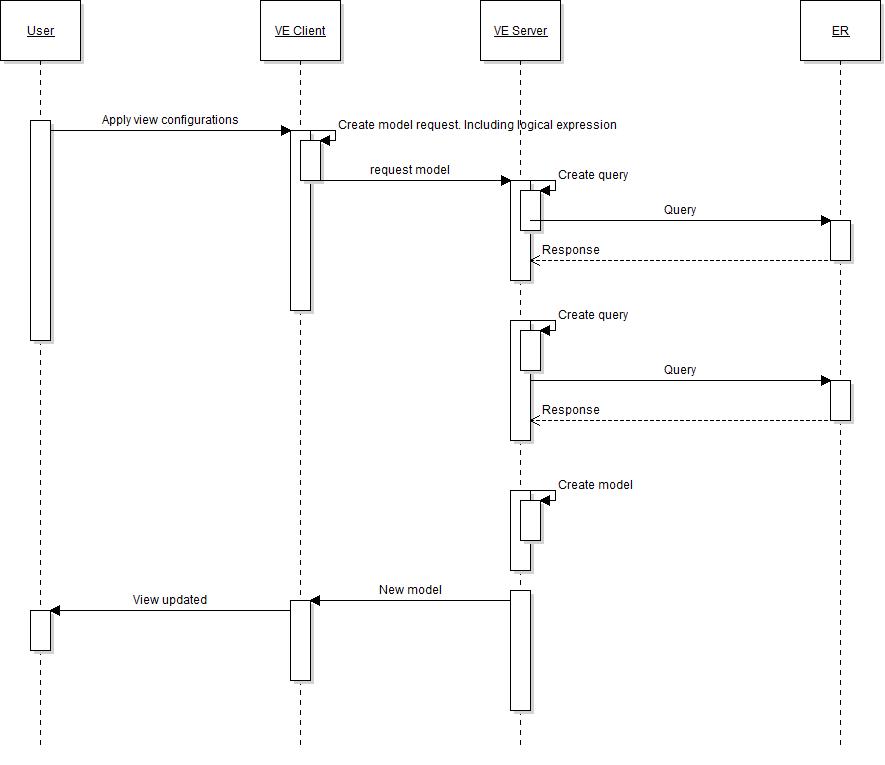 User
VE Client
VE Server
ER
Apply view configurations
Create model request. Including logical expression
request model
Create query
Query
Response
Create query
Query
Response
Create model
New model
View updated